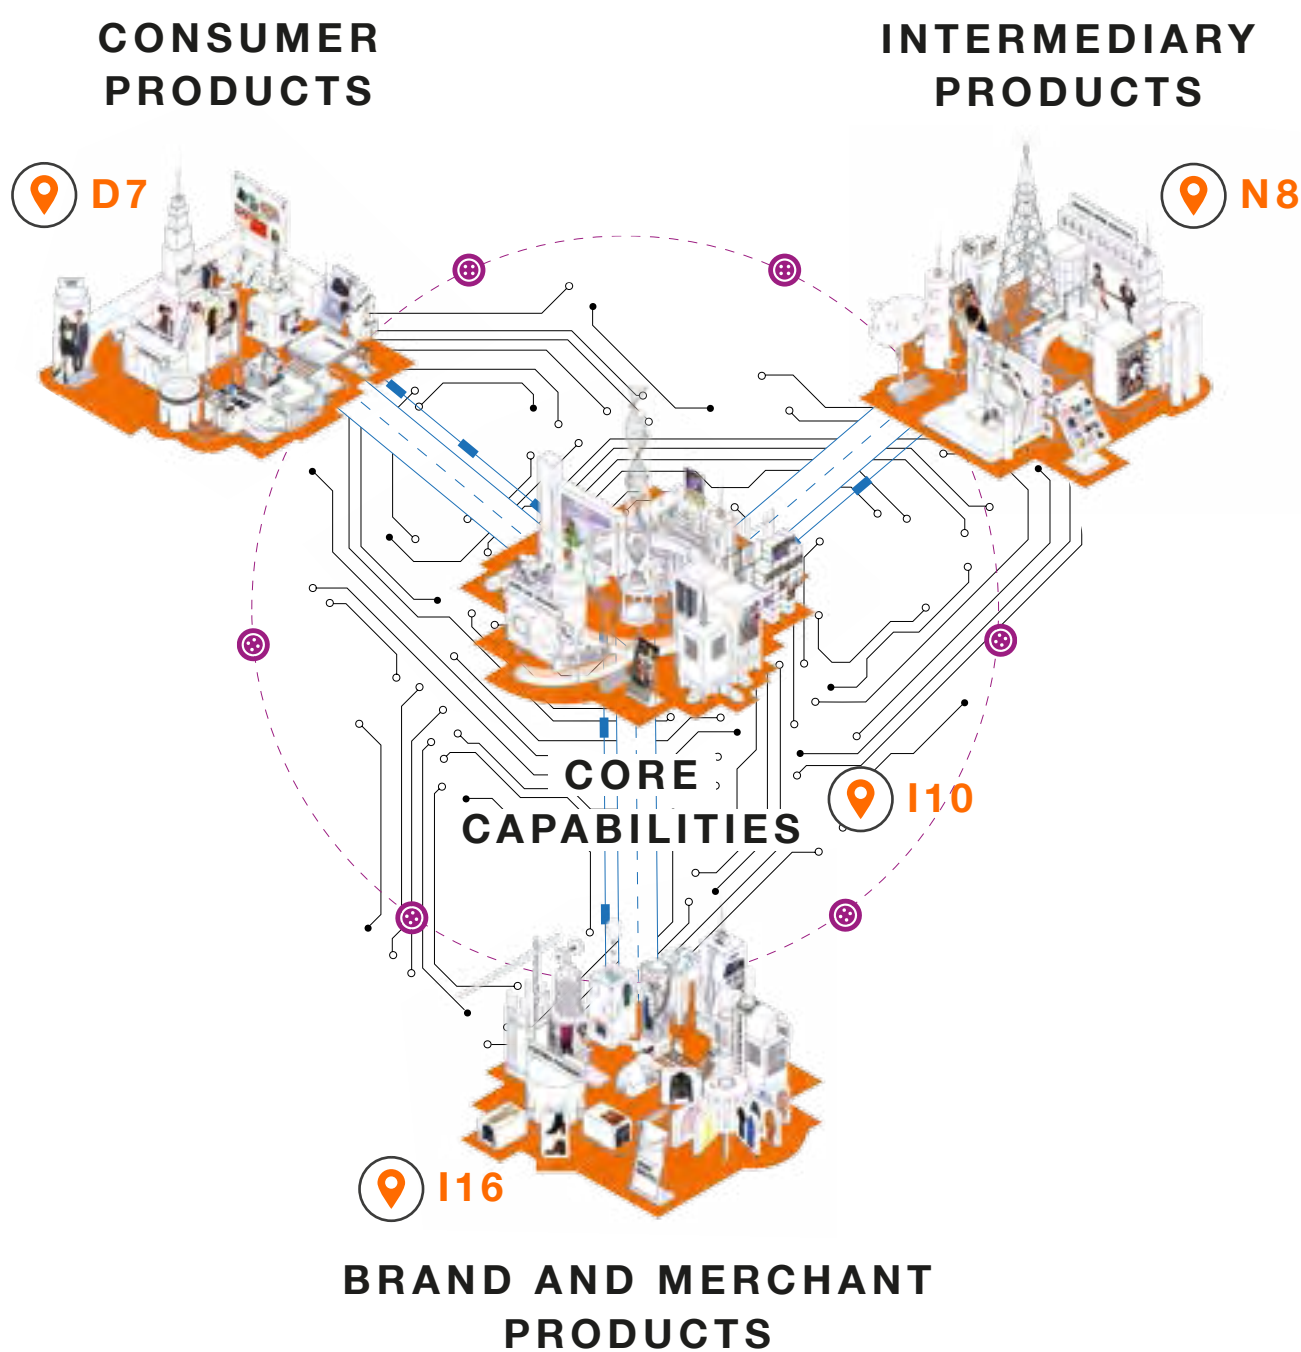 CONSUMER
PRODUCTS
INTERMEDIARY
PRODUCTS
D7
N8
CORE
CAPABILITIES
I10
I16
BRAND AND MERCHANT
PRODUCTS